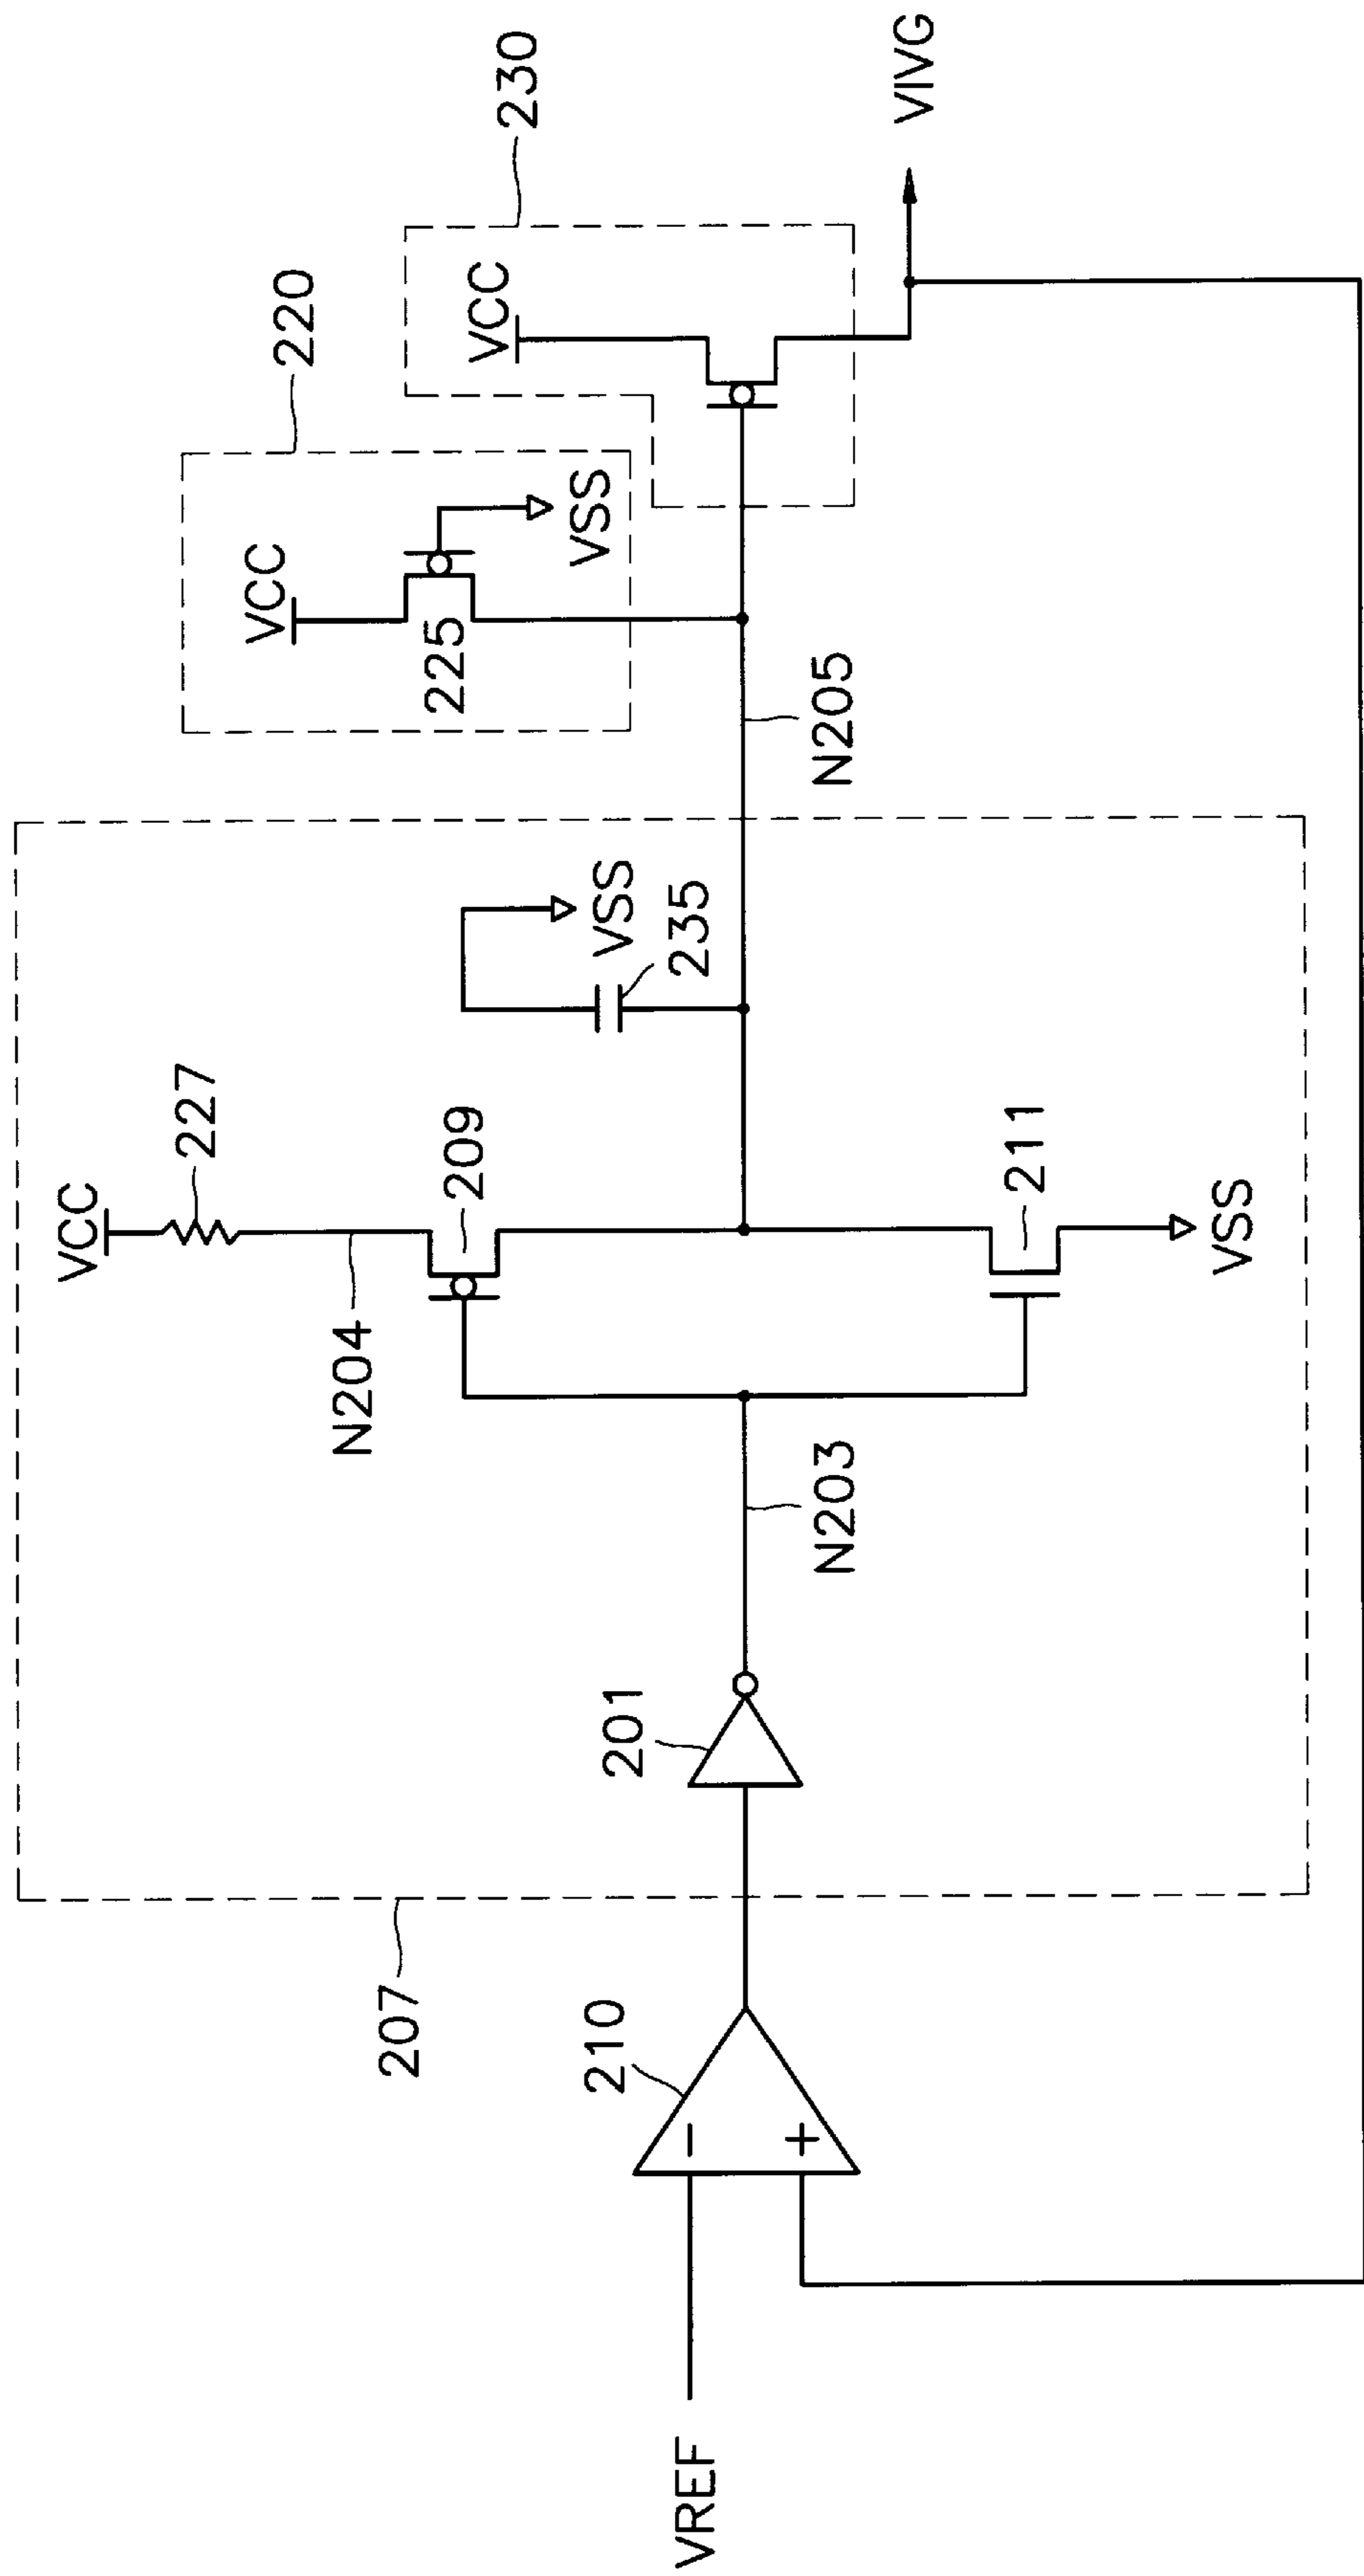 VREF
210
−
+
207
201
N203
N204
VCC
227
209
211
VSS
VSS
235
N205
220
VCC
225
VSS
230
VCC
VIVG